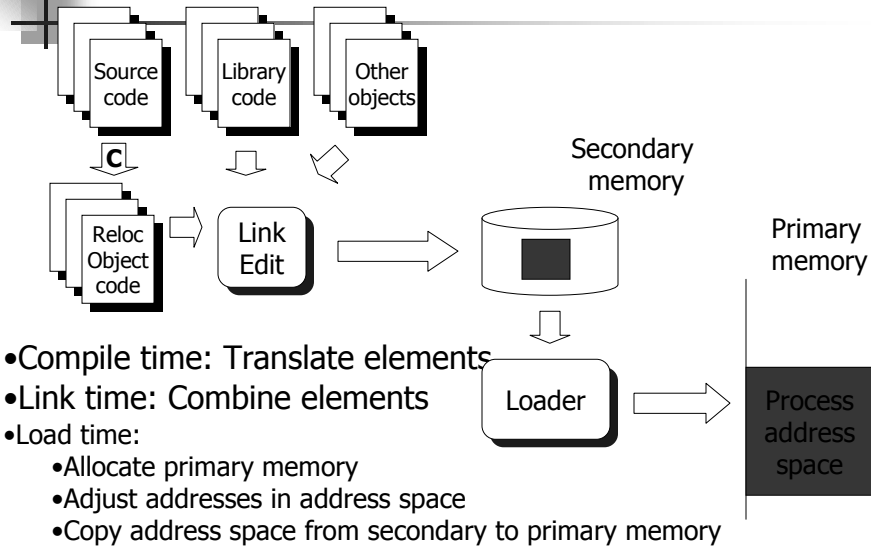 Source
code
Library
code
Other
objects
C
Secondary
memory
Reloc
Object
code
Link
Edit
Primary
memory
•Compile time: Translate elements
•Link time: Combine elements
•Load time:
•Allocate primary memory
•Adjust addresses in address space
•Copy address space from secondary to primary memory
Loader
Process
address
space